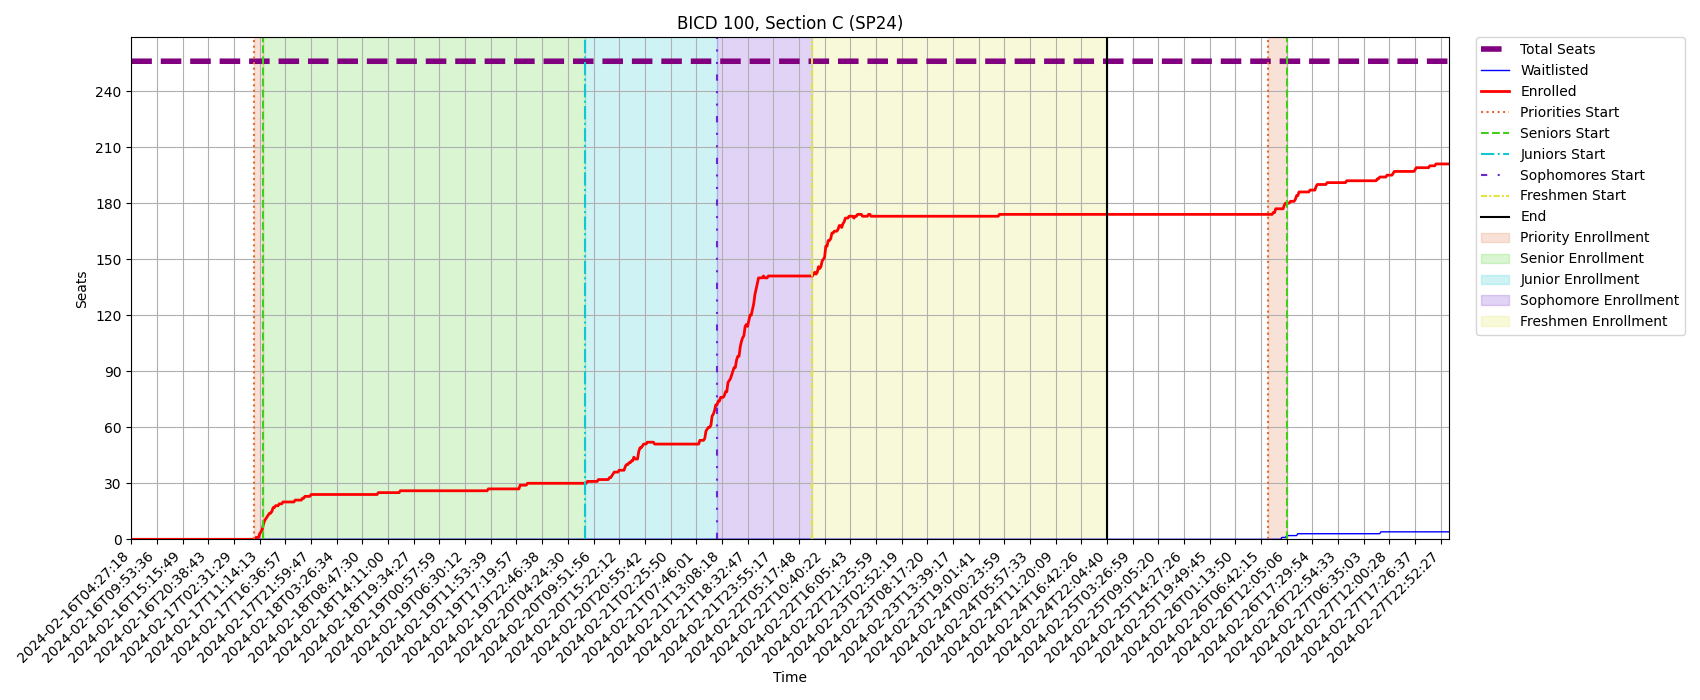 BICD 100, Section C (SP24)
Seats
240
210
180
150
120
90
60
30
0
2024-02-16T04:27:18
2024-02-16T09:53:36
2024-02-16T15:15:49
2024-02-16T20:38:43
2024-02-17T02:31:29
2024-02-17T11:14:13
2024-02-17T16:36:57
2024-02-17T21:59:47
2024-02-18T03:26:34
2024-02-18T08:47:30
2024-02-18T14:11:00
2024-02-18T19:34:27
2024-02-19T00:57:59
2024-02-19T06:30:12
2024-02-19T11:53:39
2024-02-19T17:19:57
2024-02-19T22:46:38
2024-02-20T04:24:30
2024-02-20T09:51:56
2024-02-20T15:22:12
2024-02-20T20:55:42
2024-02-21T02:25:50
2024-02-21T07:46:01
2024-02-21T13:08:19
2024-02-21T18:32:47
2024-02-21T23:55:17
2024-02-22T05:17:48
2024-02-22T10:40:22
2024-02-22T16:05:43
2024-02-22T21:25:59
2024-02-23T02:52:19
2024-02-23T08:17:20
2024-02-23T13:39:17
2024-02-23T19:01:41
2024-02-24T00:23:59
2024-02-24T11:20:09
2024-02-24T16:42:26
2024-02-24T22:04:40
2024-02-25T03:26:59
2024-02-25T09:05:20
2024-02-25T14:27:26
2024-02-25T19:49:45
2024-02-26T01:13:50
2024-02-26T06:42:15
2024-02-26T12:05:06
2024-02-26T17:29:54
2024-02-26T22:54:33
2024-02-27T06:35:03
2024-02-27T12:00:28
2024-02-27T17:26:37
2024-02-27T22:52:27
Time
Total Seats
Waitlisted
Enrolled
Priorities Start
Seniors Start
Juniors Start
Sophomores Start
Freshmen Start
End
Priority Enrollment
Senior Enrollment
Junior Enrollment
Sophomore Enrollment
Freshmen Enrollment